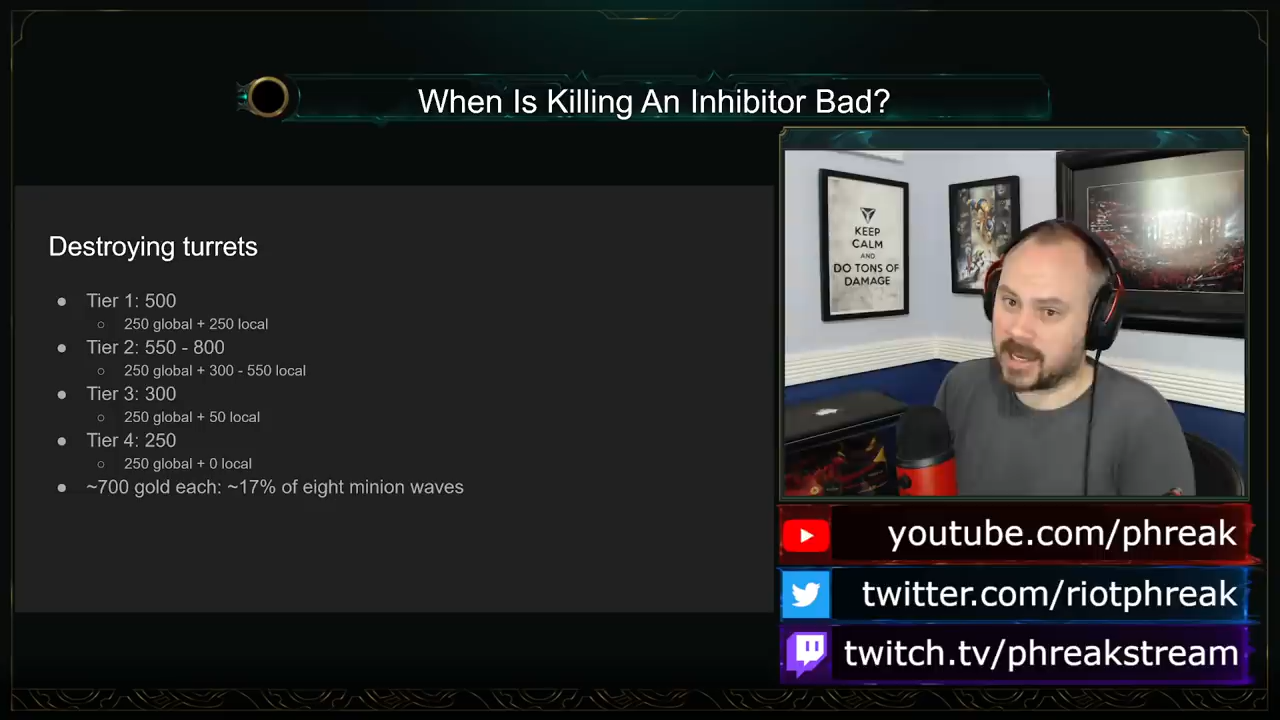 When Is Killing An Inhibitor Bad?
Destroying turrets
● Tier 1: 500
○ 250 global + 250 local
● Tier 2: 550 - 800
○ 250 global + 300 - 550 local
● Tier 3: 300
○ 250 global + 50 local
● Tier 4: 250
○ 250 global + 0 local
● ~700 gold each: ~17% of eight minion waves
KEEP
CALM
AND
DO TONS OF
DAMAGE
youtube.com/phreak
twitter.com/riotphreak
twitch.tv/phreakstream